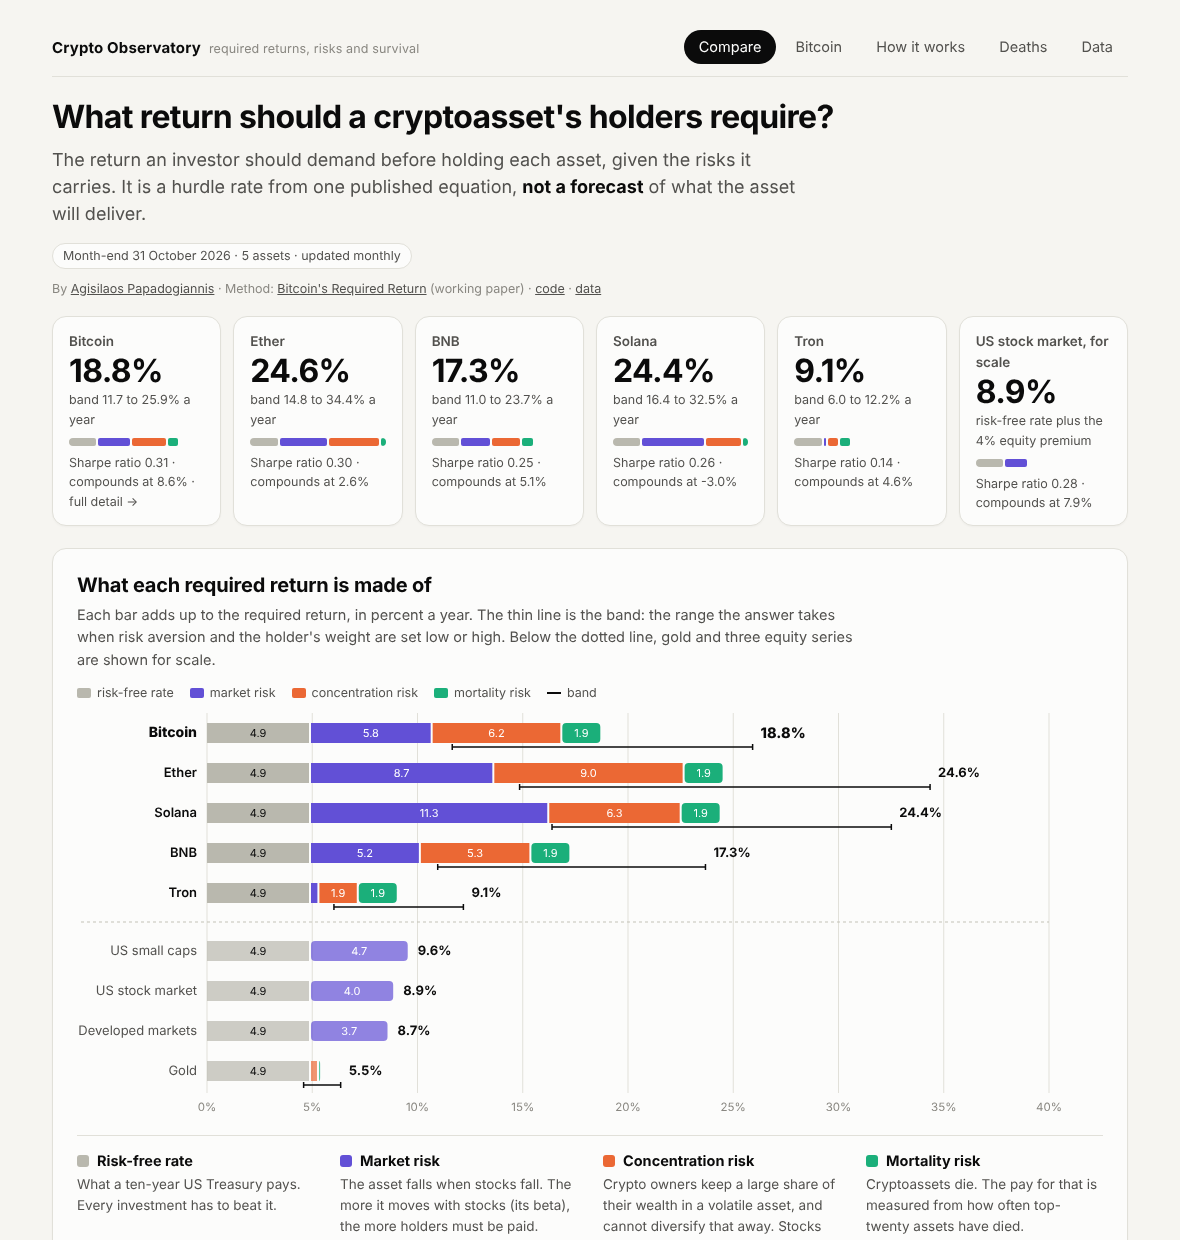 Crypto Observatory required returns, risks and survival
Compare Bitcoin How it works Deaths Data
What return should a cryptoasset's holders require?
The return an investor should demand before holding each asset, given the risks it
carries. It is a hurdle rate from one published equation, not a forecast of what the asset
will deliver.
Month-end 31 October 2026 · 5 assets · updated monthly
By Agisilaos Papadogiannis · Method: Bitcoin's Required Return (working paper) · code · data
Bitcoin
18.8%
band 11.7 to 25.9% a
year
Sharpe ratio 0.31 ·
compounds at 8.6% ·
full detail →
Ether
24.6%
band 14.8 to 34.4% a
year
Sharpe ratio 0.30 ·
compounds at 2.6%
BNB
17.3%
band 11.0 to 23.7% a
year
Sharpe ratio 0.25 ·
compounds at 5.1%
Solana
24.4%
band 16.4 to 32.5% a
year
Sharpe ratio 0.26 ·
compounds at -3.0%
Tron
9.1%
band 6.0 to 12.2% a
year
Sharpe ratio 0.14 ·
compounds at 4.6%
US stock market, for
scale
8.9%
risk-free rate plus the
4% equity premium
Sharpe ratio 0.28 ·
compounds at 7.9%
What each required return is made of
Each bar adds up to the required return, in percent a year. The thin line is the band: the range the answer takes
when risk aversion and the holder's weight are set low or high. Below the dotted line, gold and three equity series
are shown for scale.
risk-free rate market risk concentration risk mortality risk band
Bitcoin 4.9 5.8 6.2 1.9 18.8%
Ether 4.9 8.7 9.0 1.9 24.6%
Solana 4.9 11.3 6.3 1.9 24.4%
BNB 4.9 5.2 5.3 1.9 17.3%
Tron 4.9 1.9 1.9 9.1%
US small caps 4.9 4.7 9.6%
US stock market 4.9 4.0 8.9%
Developed markets 4.9 3.7 8.7%
Gold 4.9 5.5%
0% 5% 10% 15% 20% 25% 30% 35% 40%
Risk-free rate
What a ten-year US Treasury pays.
Every investment has to beat it.
Market risk
The asset falls when stocks fall. The
more it moves with stocks (its beta),
the more holders must be paid.
Concentration risk
Crypto owners keep a large share of
their wealth in a volatile asset, and
cannot diversify that away. Stocks
Mortality risk
Cryptoassets die. The pay for that is
measured from how often top-
twenty assets have died.